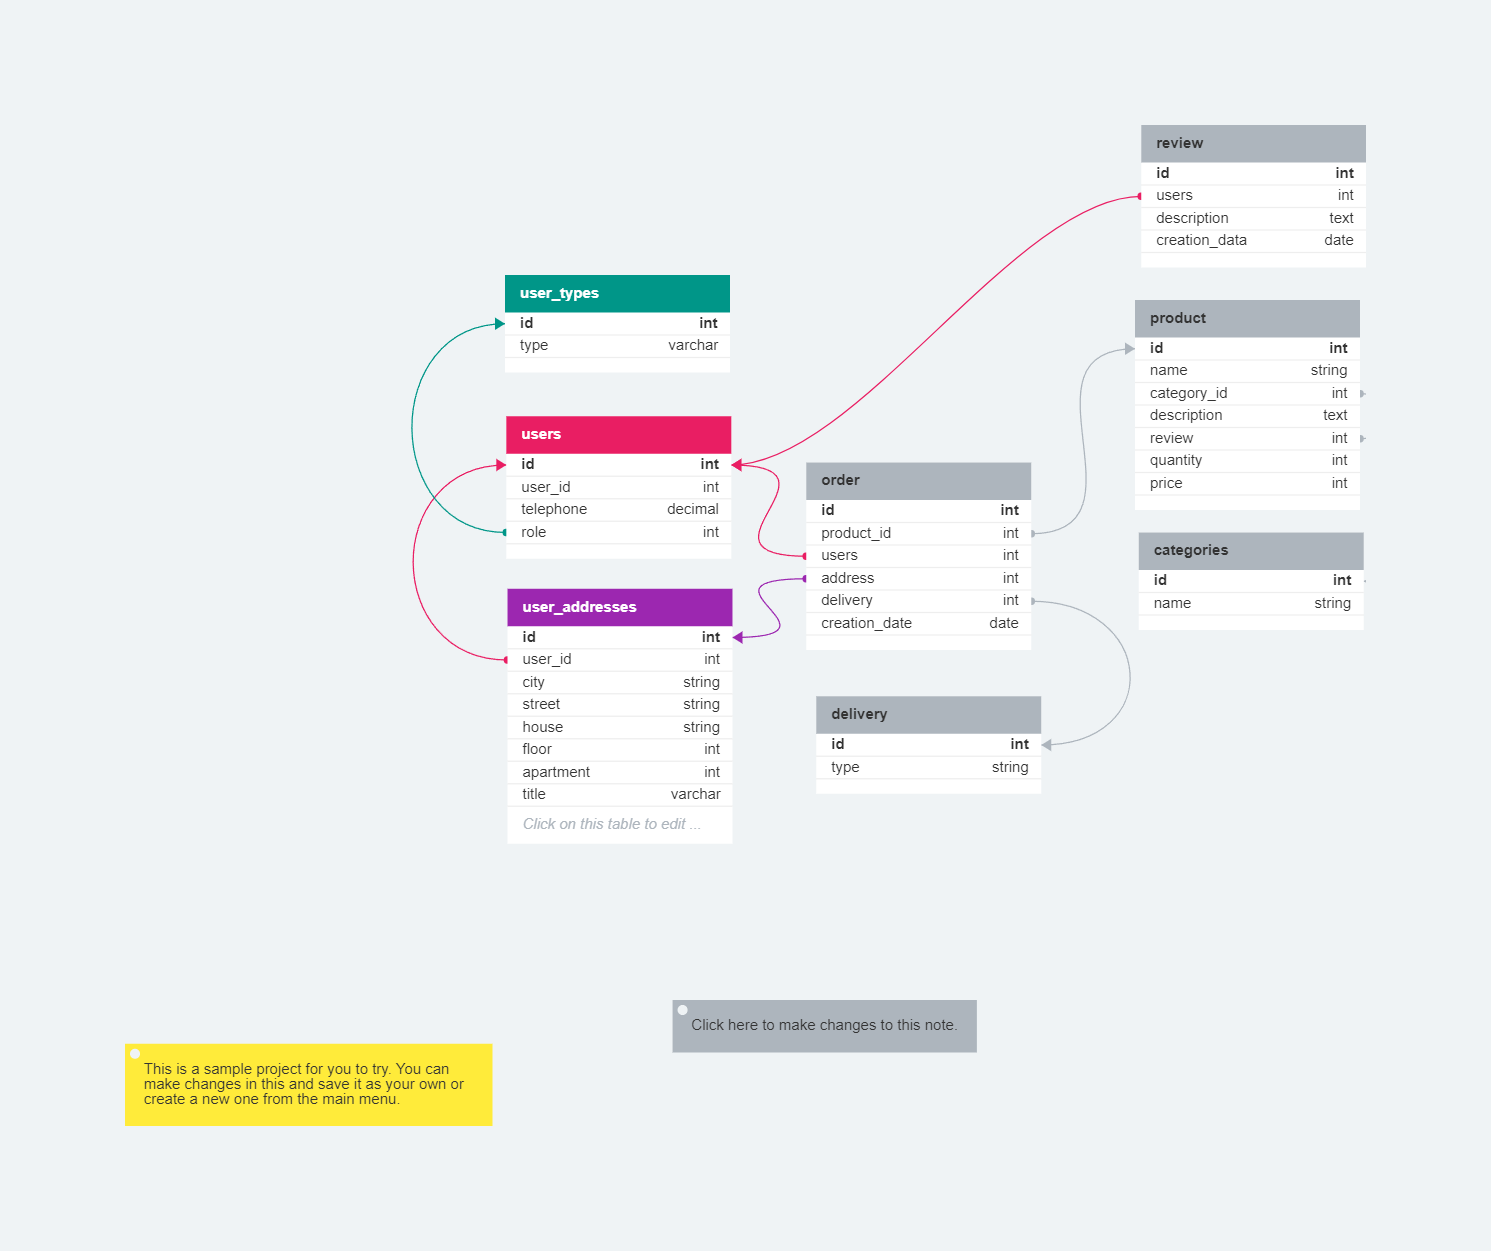 review
id int
users int
description text
creation_data date
user_types
id int
type varchar
product
id int
name string
category_id int
description text
review int
quantity int
price int
users
id int
user_id int
telephone decimal
role int
order
id int
product_id int
users int
address int
delivery int
creation_date date
categories
id int
name string
user_addresses
id int
user_id int
city string
street string
house string
floor int
apartment int
title varchar
Click on this table to edit ...
delivery
id int
type string
Click here to make changes to this note.
This is a sample project for you to try. You can
make changes in this and save it as your own or
create a new one from the main menu.